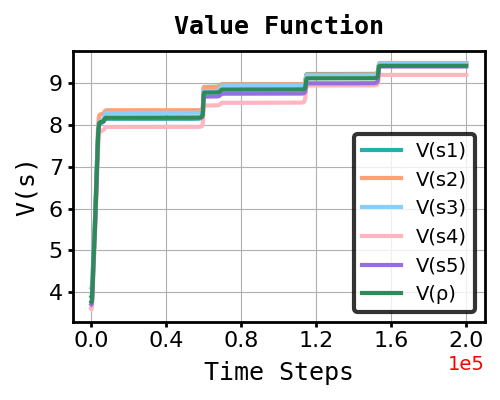 Value Function
V(s)
9
8
7
6
5
4
V(s1)
V(s2)
V(s3)
V(s4)
V(s5)
V(ρ)
0.0 0.4 0.8 1.2 1.6 2.0
1e5
Time Steps